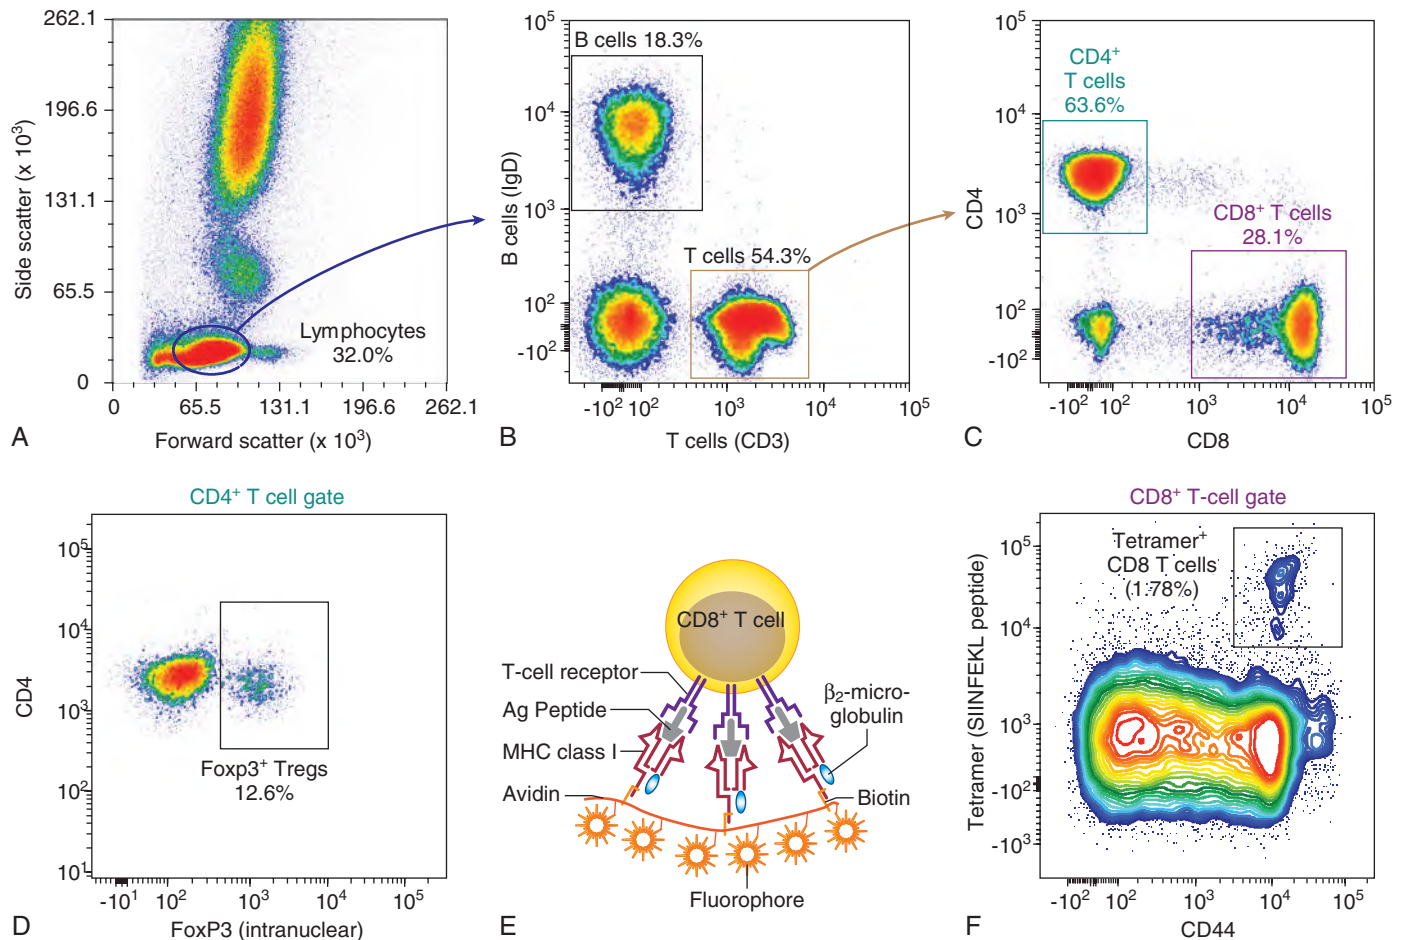 262.1
196.6
131.1
65.5
0
Side scatter (x 10³)
0 65.5 131.1 196.6 262.1
Forward scatter (x 10³)
Lymphocytes
32.0%
A
10⁵
10⁴
10³
10²
-10²
B cells (IgD)
B cells 18.3%
T cells 54.3%
-10² 10² 10³ 10⁴ 10⁵
T cells (CD3)
B
10⁵
10⁴
10³
10²
-10²
CD4
CD4⁺
T cells
63.6%
CD8⁺ T cells
28.1%
-10² 10² 10³ 10⁴ 10⁵
CD8
C
CD4⁺ T cell gate
10⁵
10⁴
10³
10²
10¹
CD4
Foxp3⁺ Tregs
12.6%
-10¹ 10² 10³ 10⁴ 10⁵
FoxP3 (intranuclear)
D
CD8⁺ T cell
T-cell receptor
Ag Peptide
MHC class I
Avidin
β₂-micro-
globulin
Biotin
Fluorophore
E
CD8⁺ T-cell gate
10⁵
10⁴
10³
-10²
-10³
Tetramer (SIINFEKL peptide)
Tetramer⁺
CD8 T cells
(1.78%)
-10² 10² 10³ 10⁴ 10⁵
CD44
F